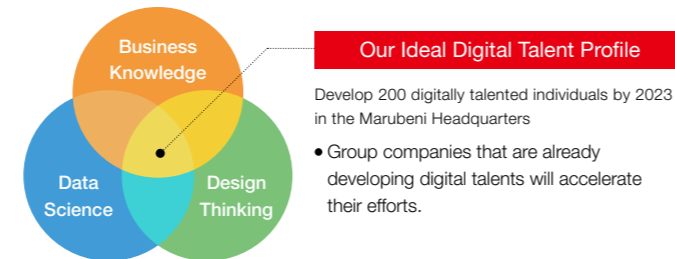 Business
Knowledge
Data
Science
Design
Thinking
Our Ideal Digital Talent Profile
Develop 200 digitally talented individuals by 2023
in the Marubeni Headquarters
• Group companies that are already
developing digital talents will accelerate
their efforts.